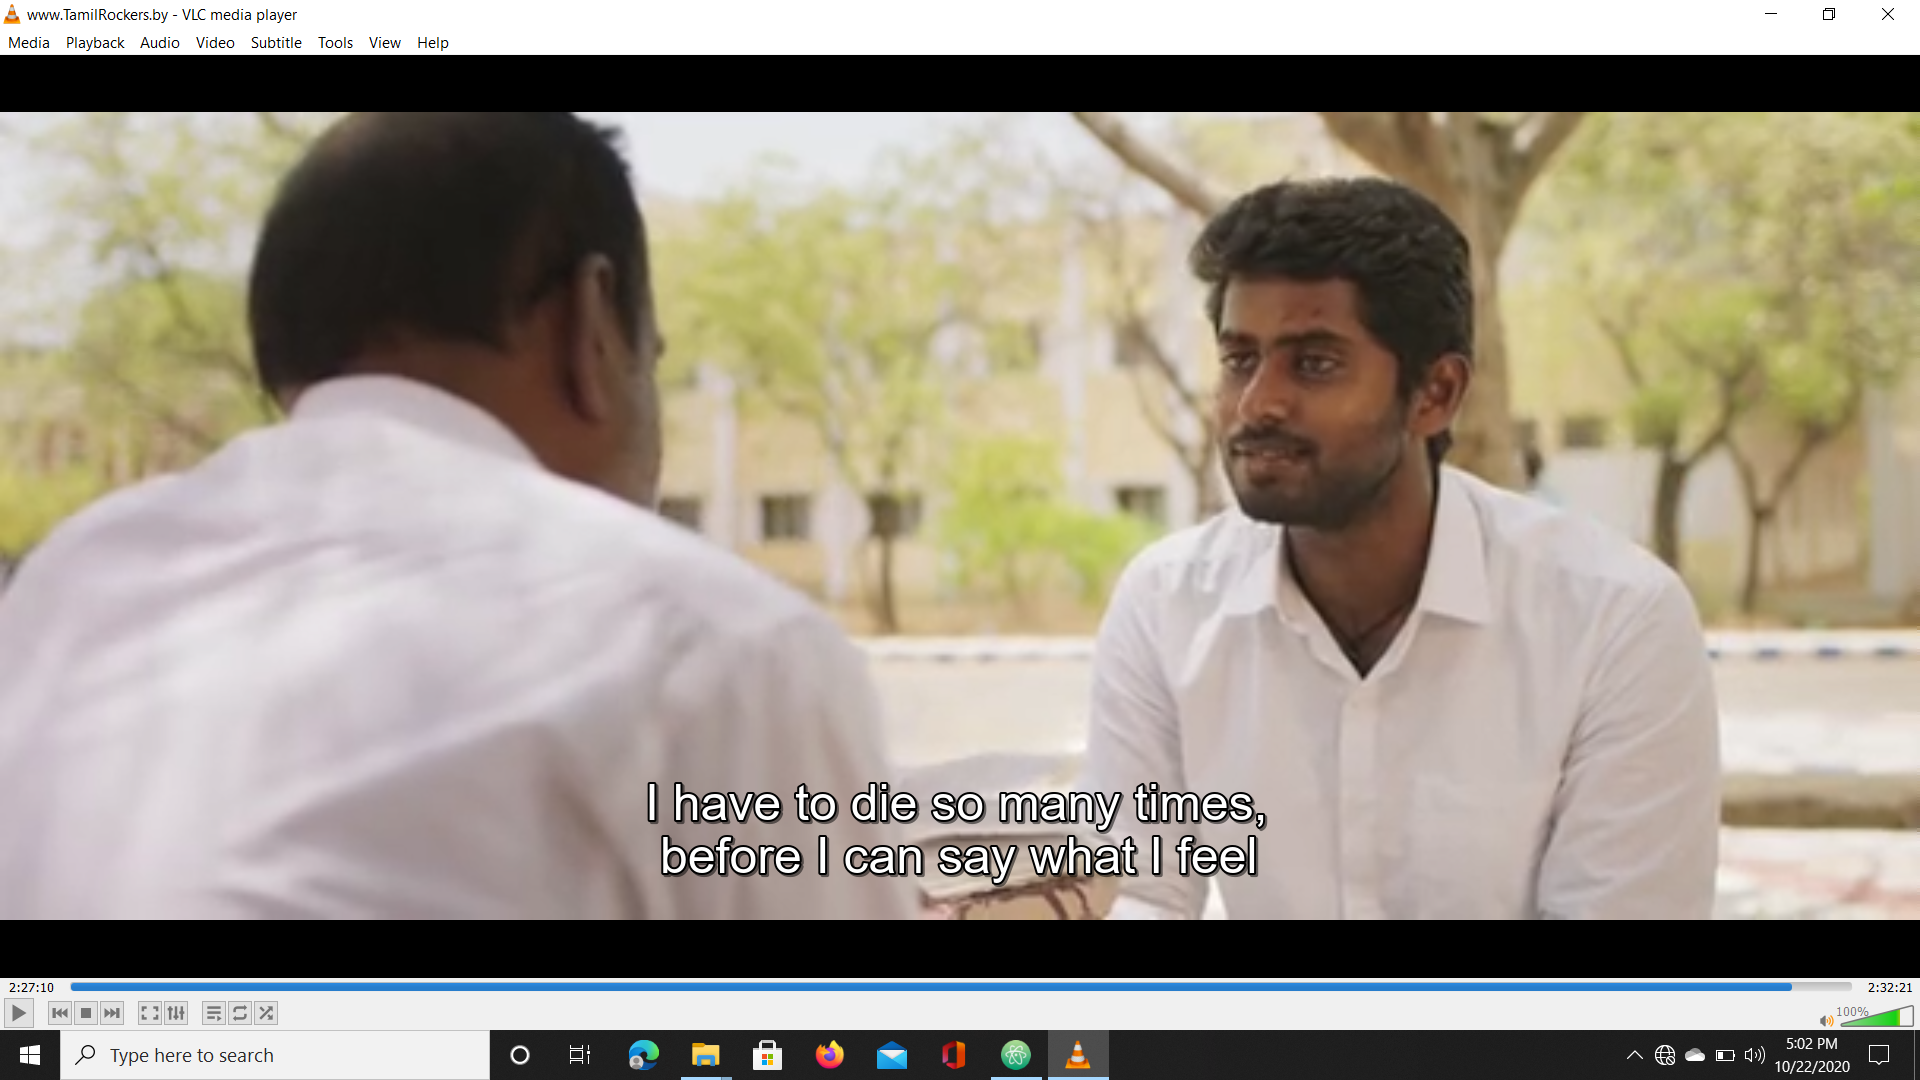 www.TamilRockers.by - VLC media player
Media Playback Audio Video Subtitle Tools View Help
I have to die so many times,
before I can say what I feel
2:27:10 2:32:21
100%
Type here to search
5:02 PM
10/22/2020